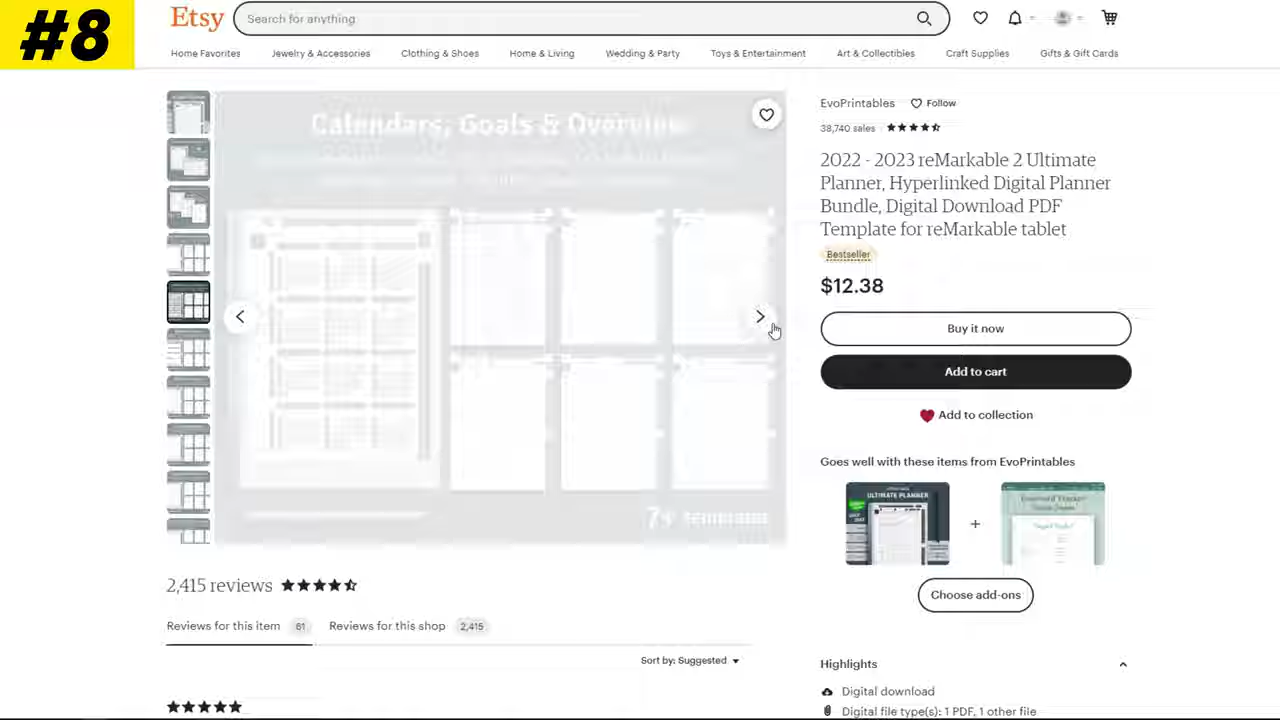 #8
Etsy
Search for anything
Home Favorites Jewelry & Accessories Clothing & Shoes Home & Living Wedding & Party Toys & Entertainment Art & Collectibles Craft Supplies Gifts & Gift Cards
Calendars, Goals &
EvoPrintables Follow
38,740 sales
2022 - 2023 reMarkable 2 Ultimate
Planner, Hyperlinked Digital Planner
Bundle, Digital Download PDF
Template for reMarkable tablet
Bestseller
$12.38
Buy it now
Add to cart
Add to collection
Goes well with these items from EvoPrintables
ULTIMATE PLANNER
+
Choose add-ons
2,415 reviews
Reviews for this item 61 Reviews for this shop 2,415
Sort by: Suggested
Highlights
Digital download
Digital file type(s): 1 PDF, 1 other file